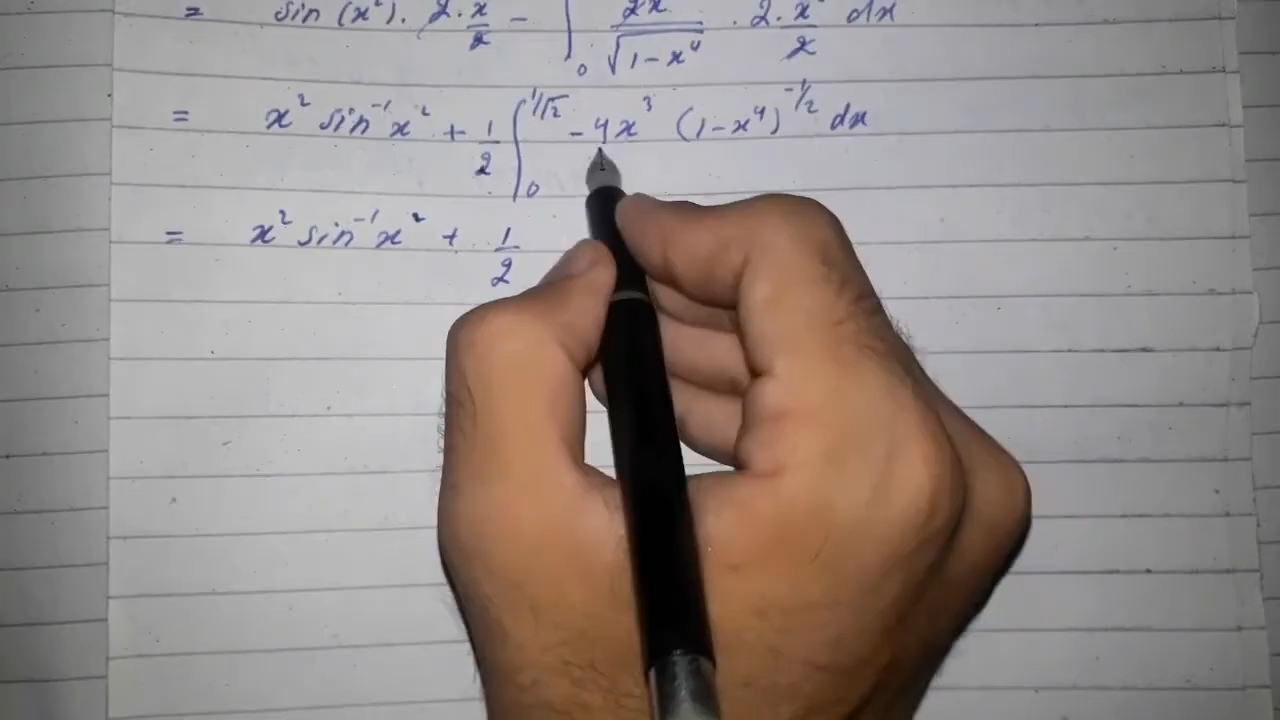 = sin (x²). 2. x/2 - ∫₀ 2x/√(1-x⁴) . 2. x²/2 dx
= x² sin⁻¹ x² + 1/2 ∫₀^(1/√2) -4x³ (1-x⁴)^(-1/2) dx
= x² sin⁻¹ x² + 1/2